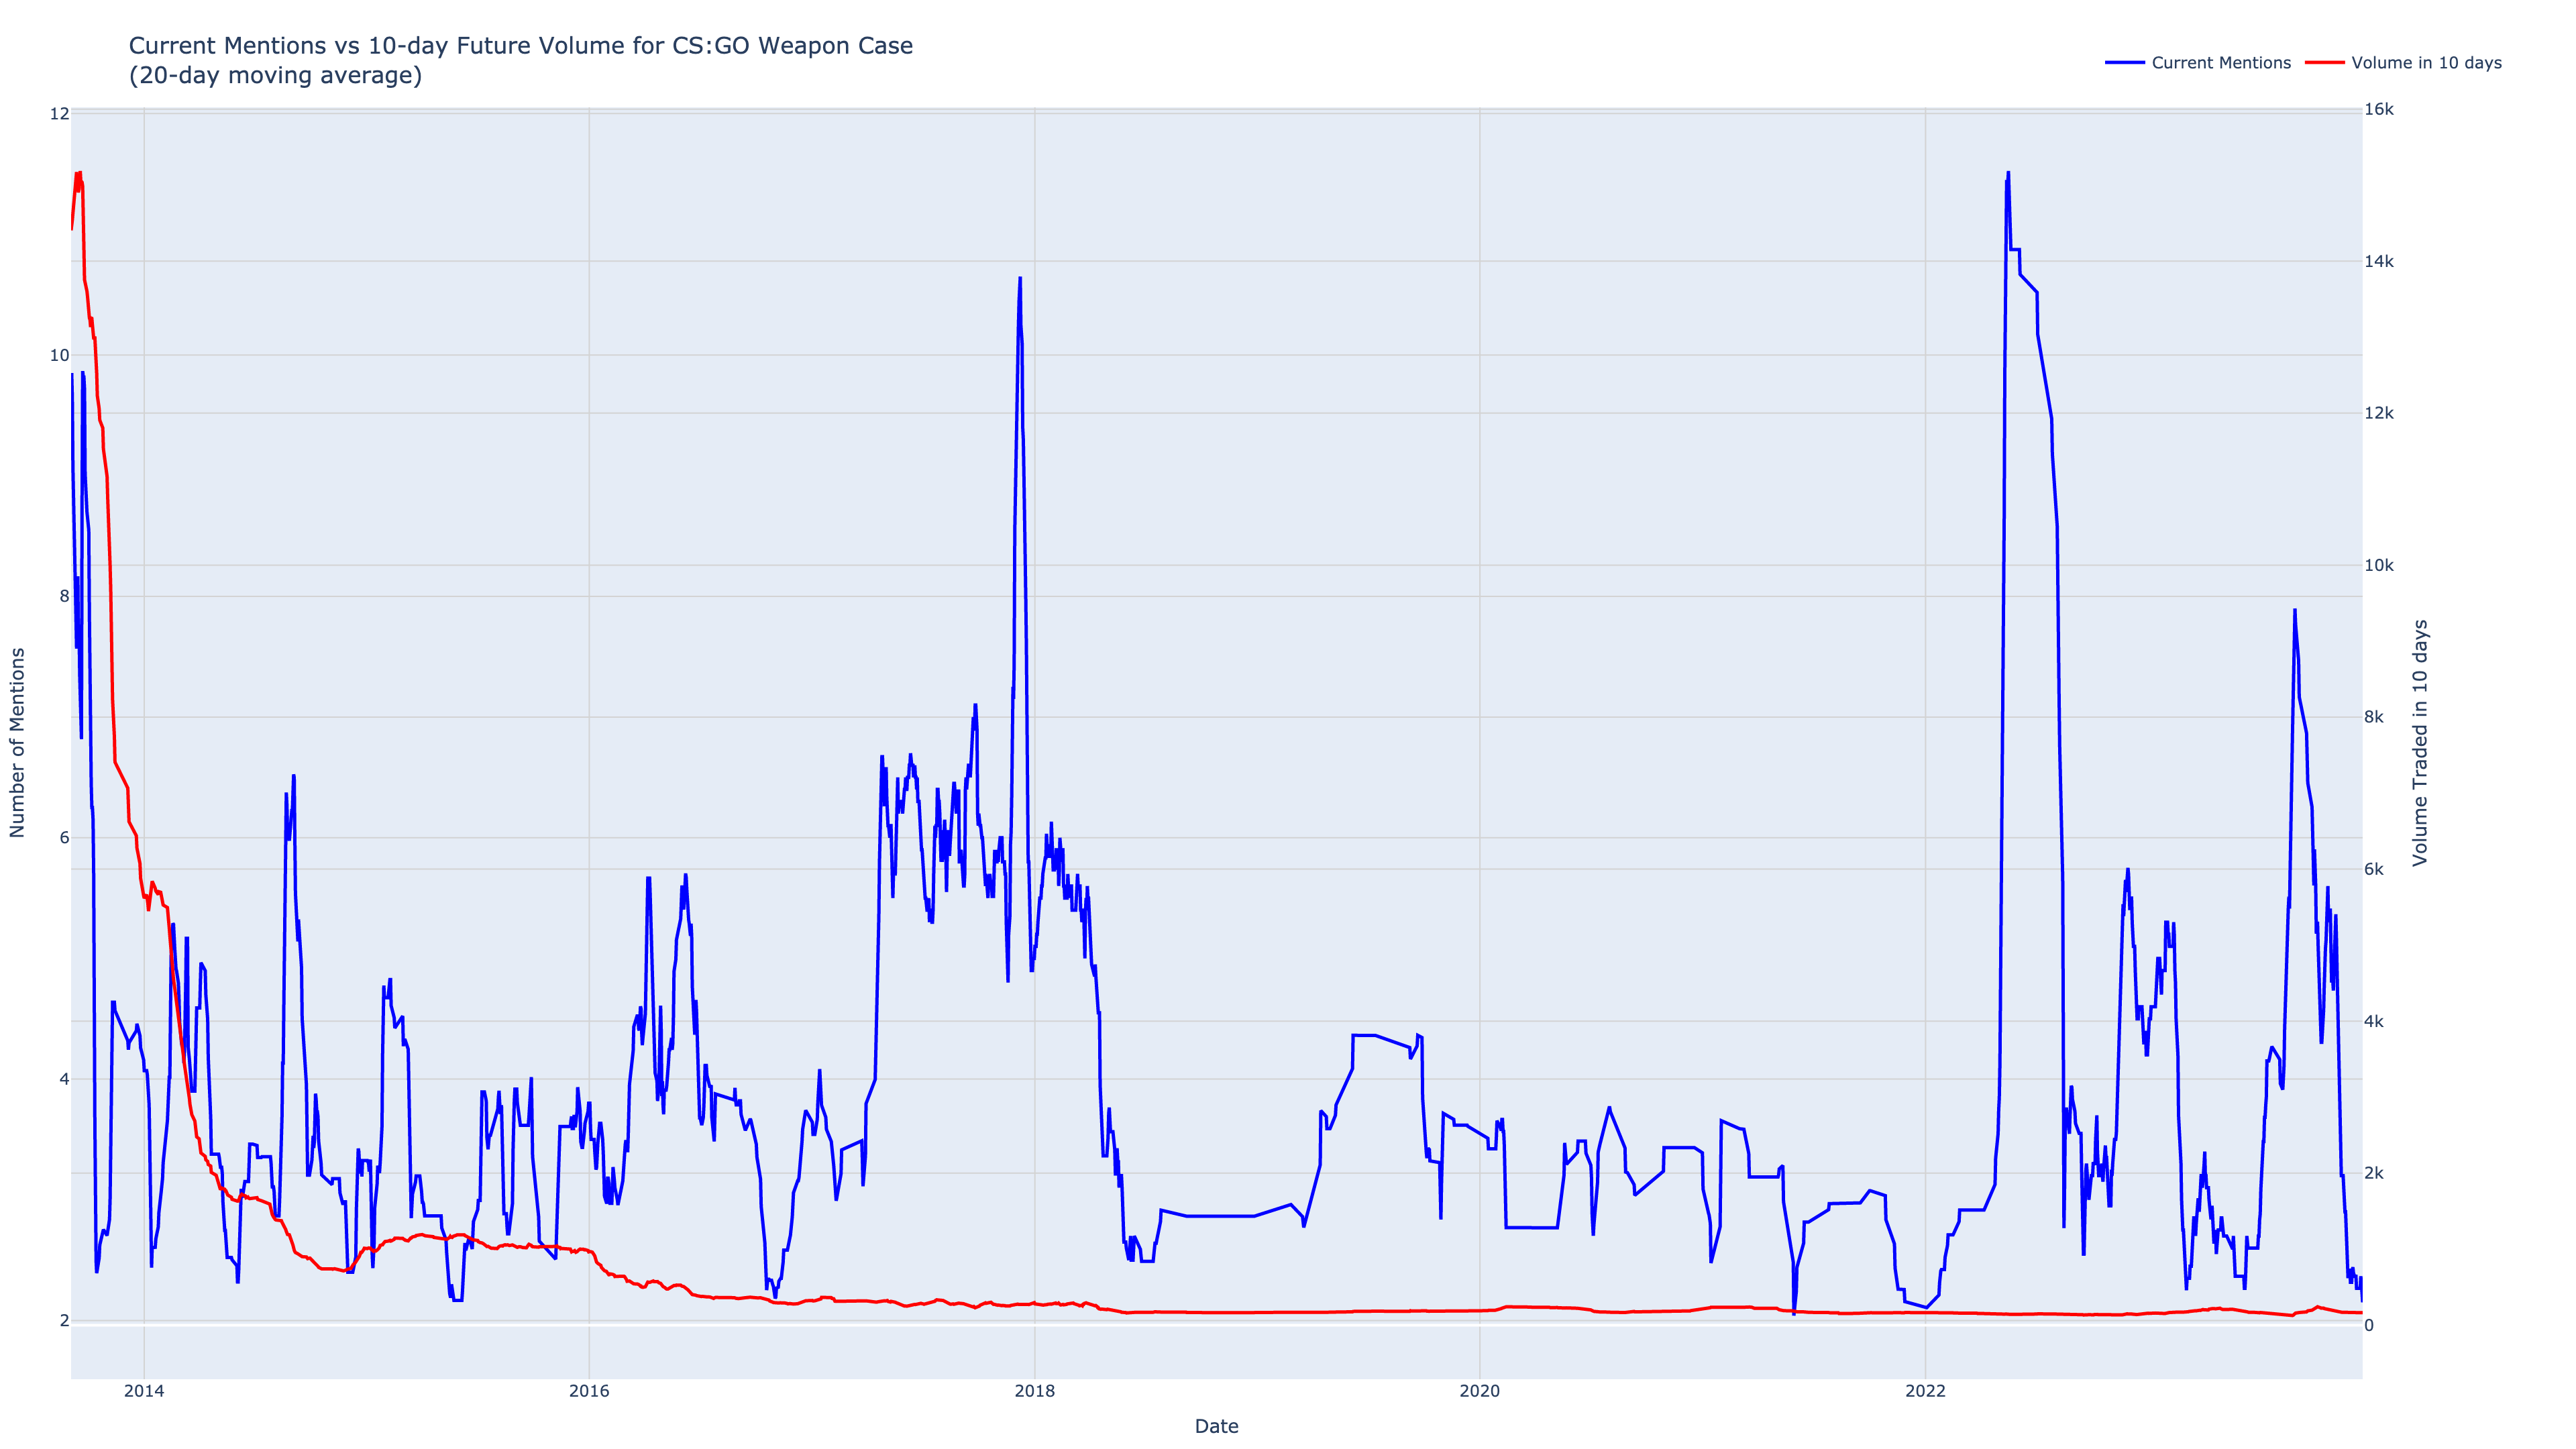 Current Mentions vs 10-day Future Volume for CS:GO Weapon Case
(20-day moving average)
Current Mentions
Volume in 10 days
12
10
8
6
4
2
Number of Mentions
16k
14k
12k
10k
8k
6k
4k
2k
0
Volume Traded in 10 days
2014
2016
2018
2020
2022
Date